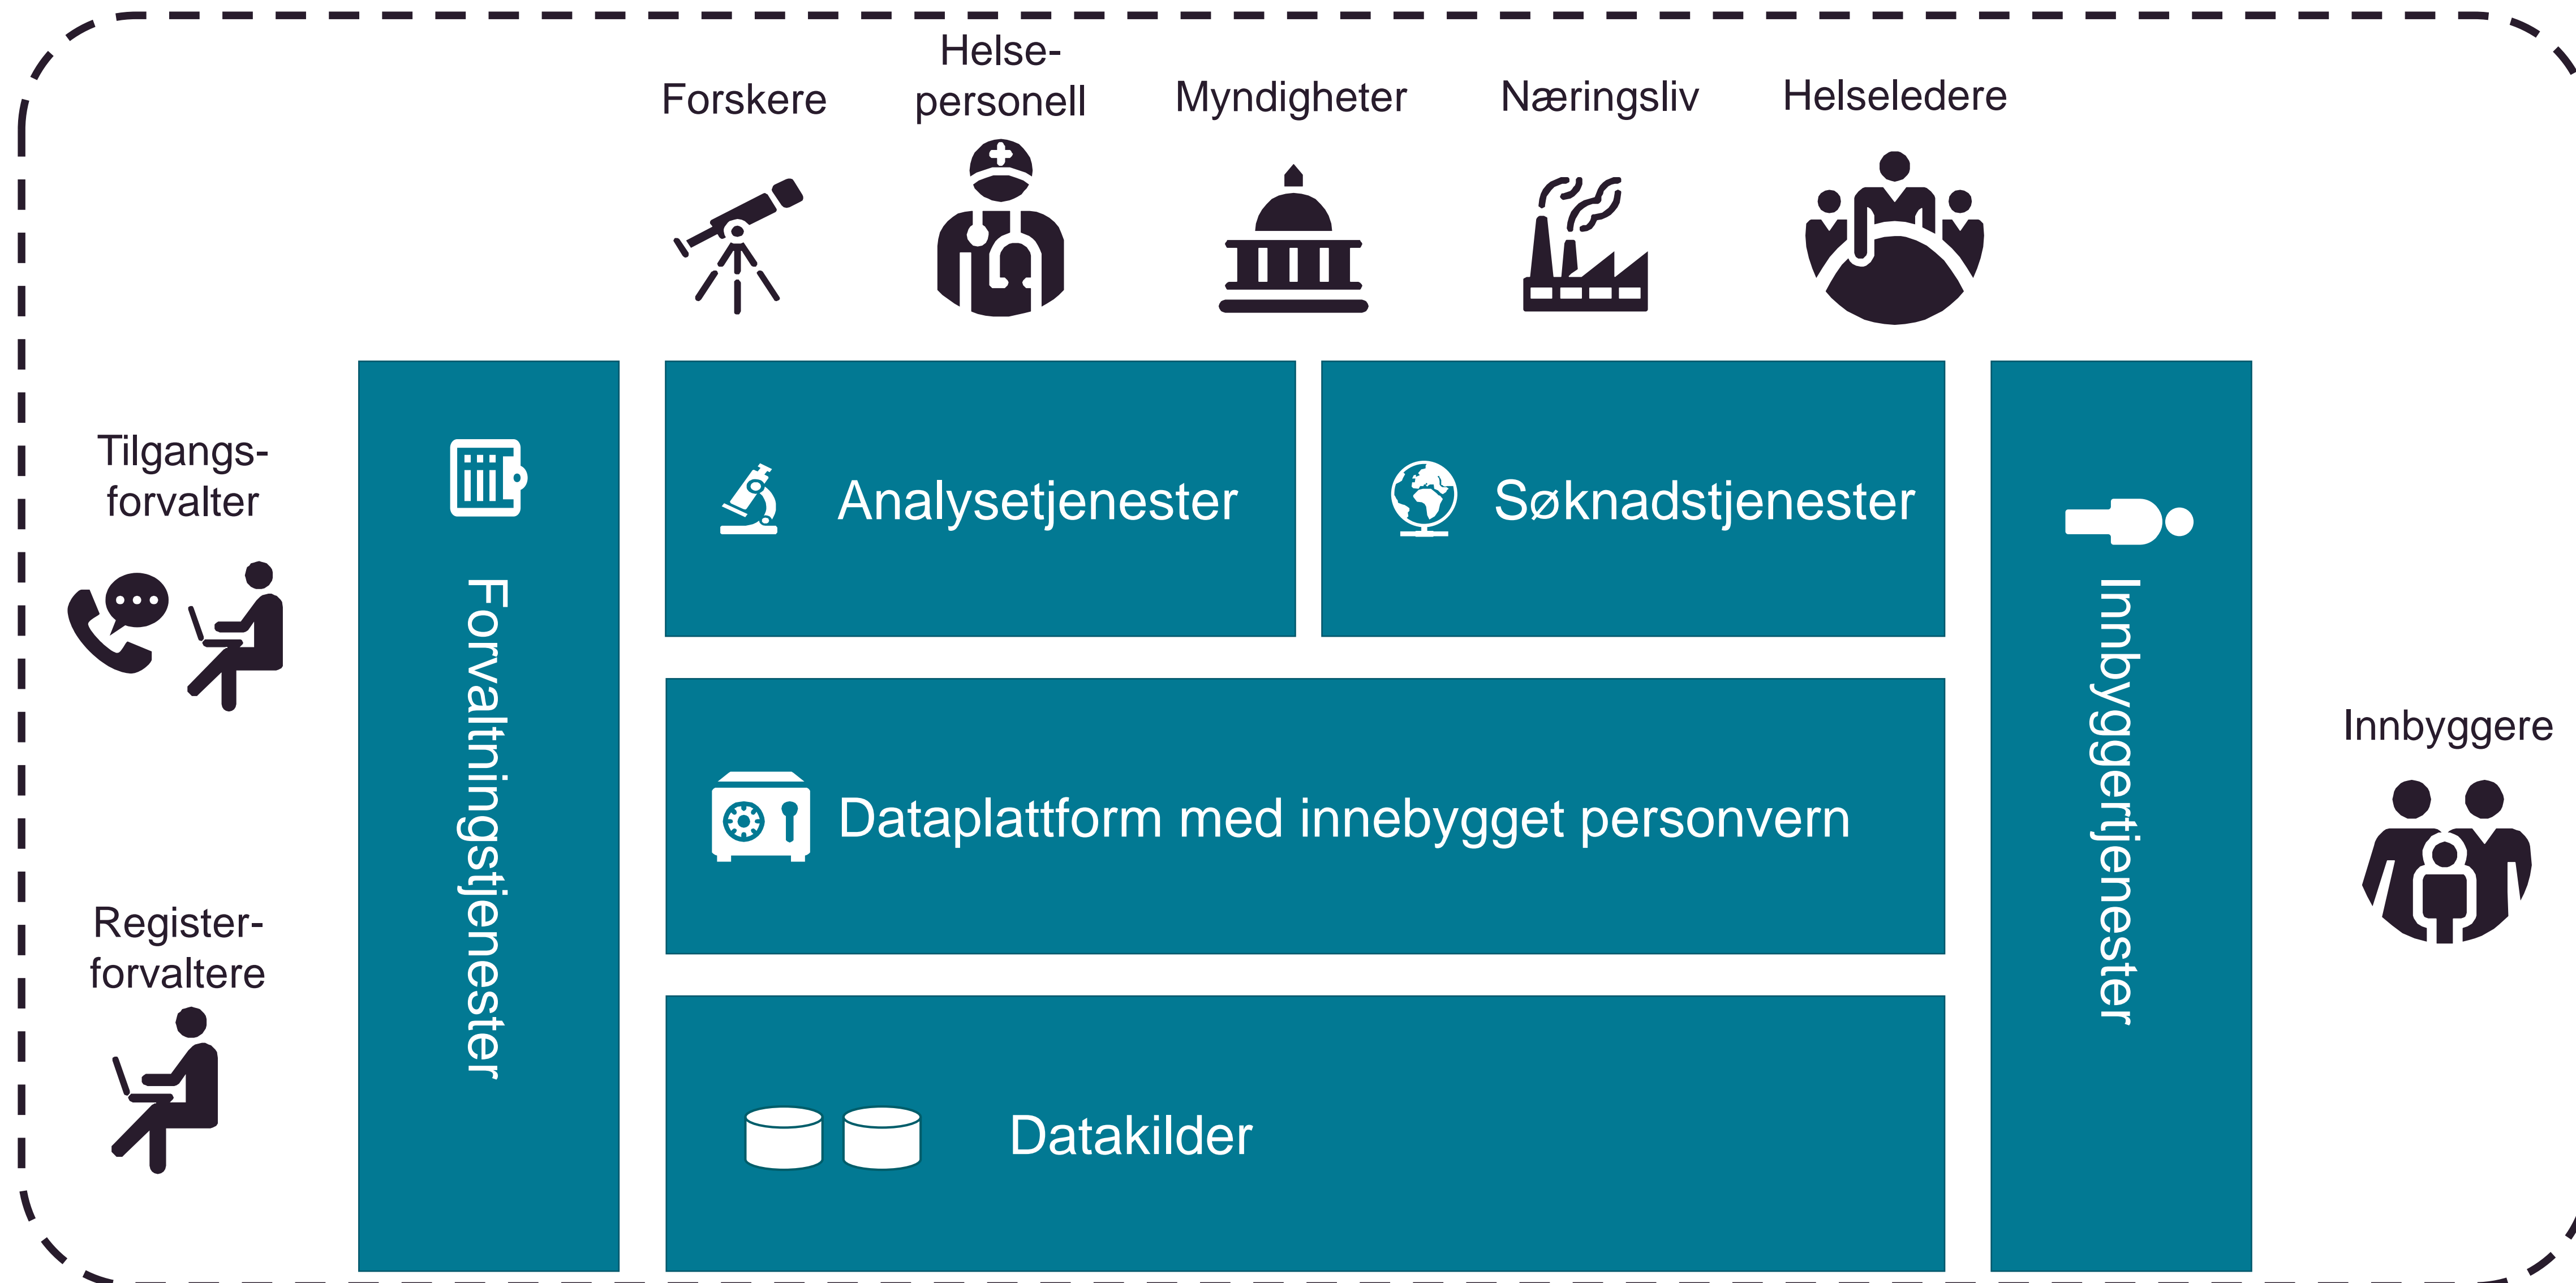 Forskere
Helse-
personell
Myndigheter
Næringsliv
Helseledere
Tilgangs-
forvalter
Register-
forvaltere
Forvaltningstjenester
Analysetjenester
Søknadstjenester
Dataplattform med innebygget personvern
Datakilder
Innbyggertjenester
Innbyggere